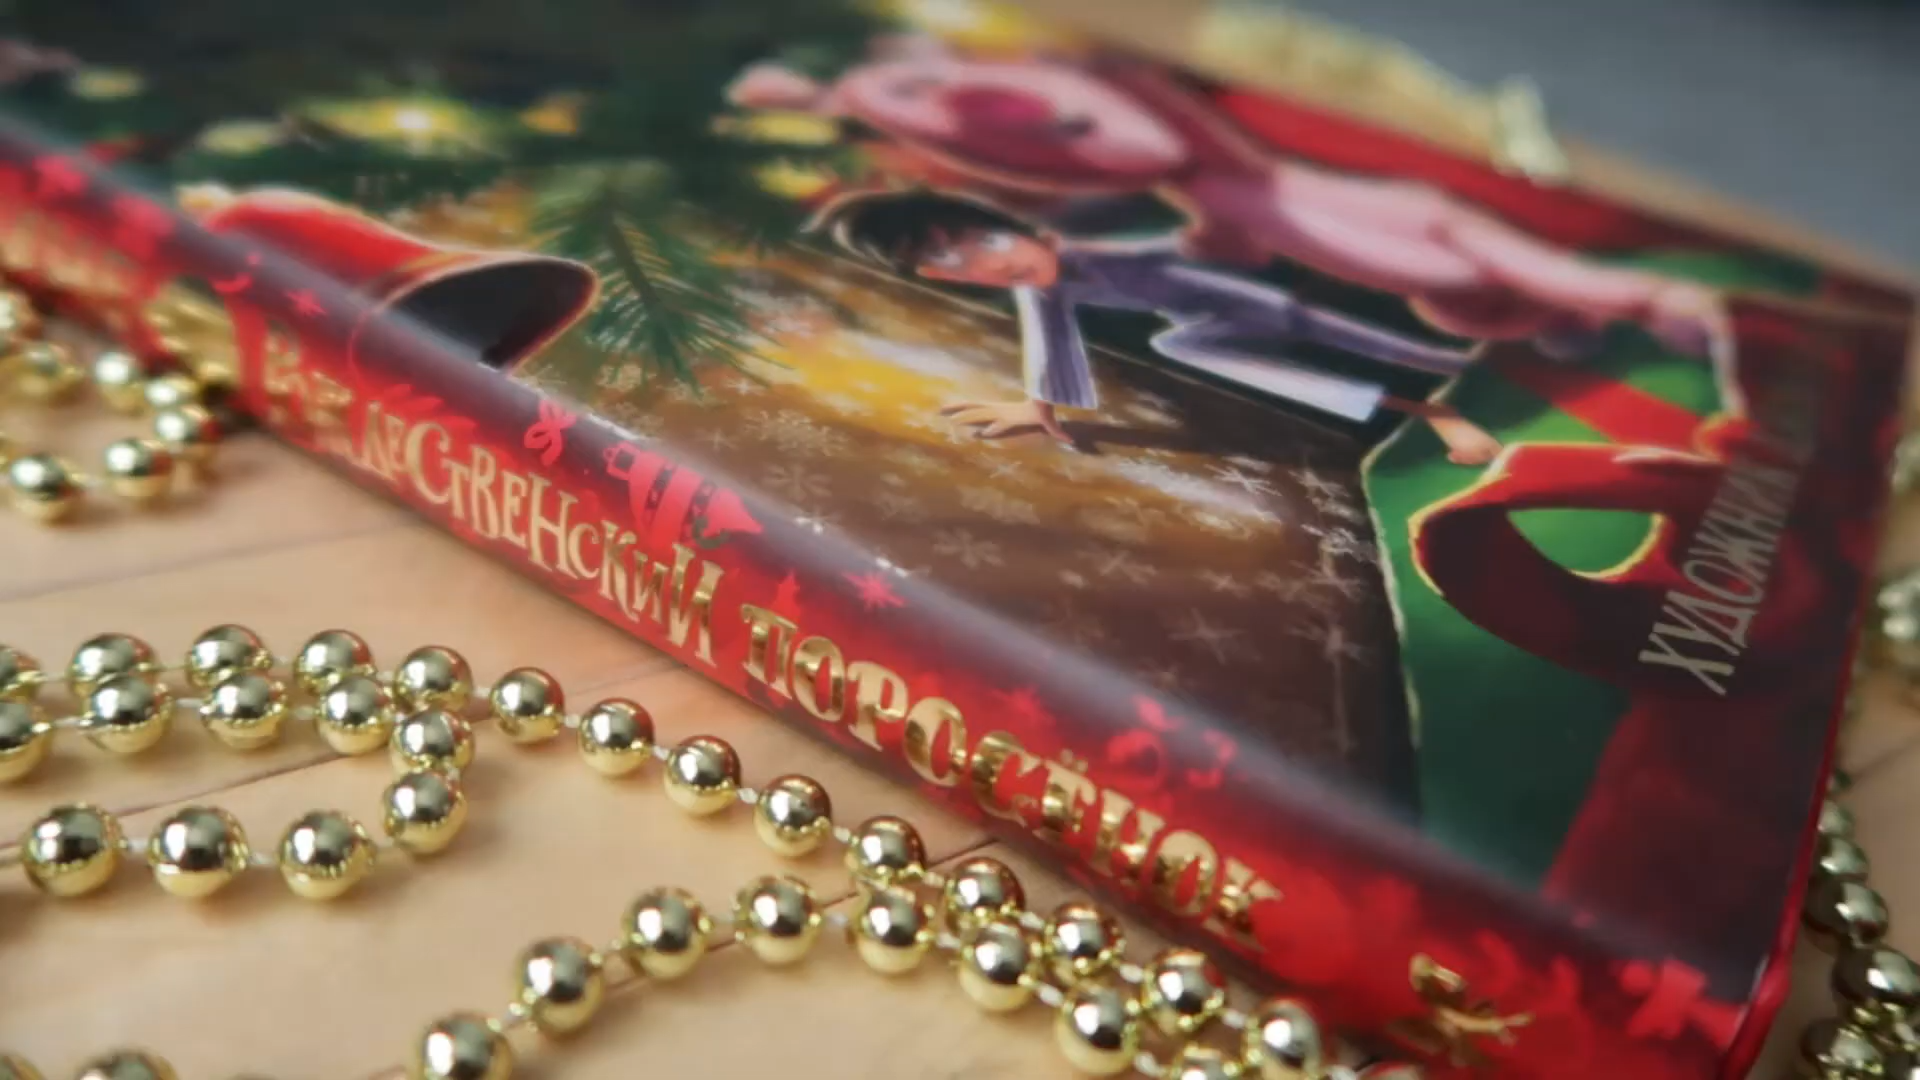 Рождественский поросёнок
Художник